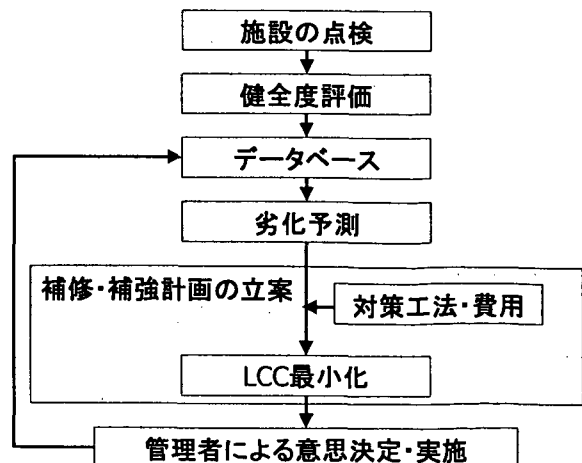 施設の点検
健全度評価
データベース
劣化予測
補修・補強計画の立案
対策工法・費用
LCC最小化
管理者による意思決定・実施